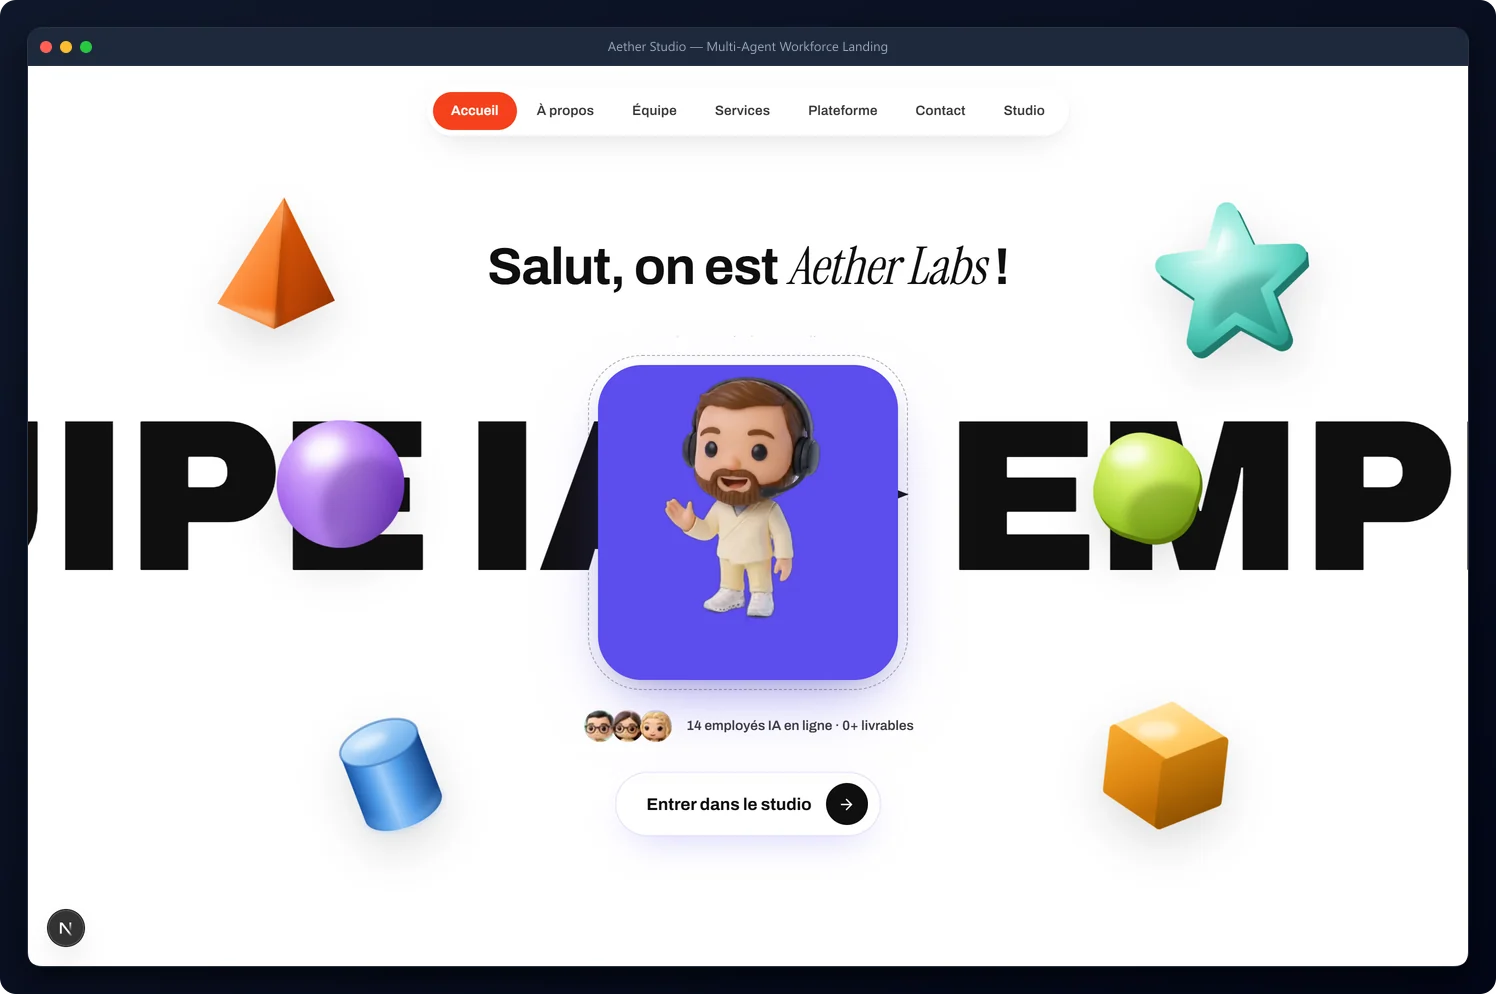 Aether Studio — Multi-Agent Workforce Landing
Accueil À propos Équipe Services Plateforme Contact Studio
Salut, on est Aether Labs !
UIPE IA EMP
14 employés IA en ligne · 0+ livrables
Entrer dans le studio
N